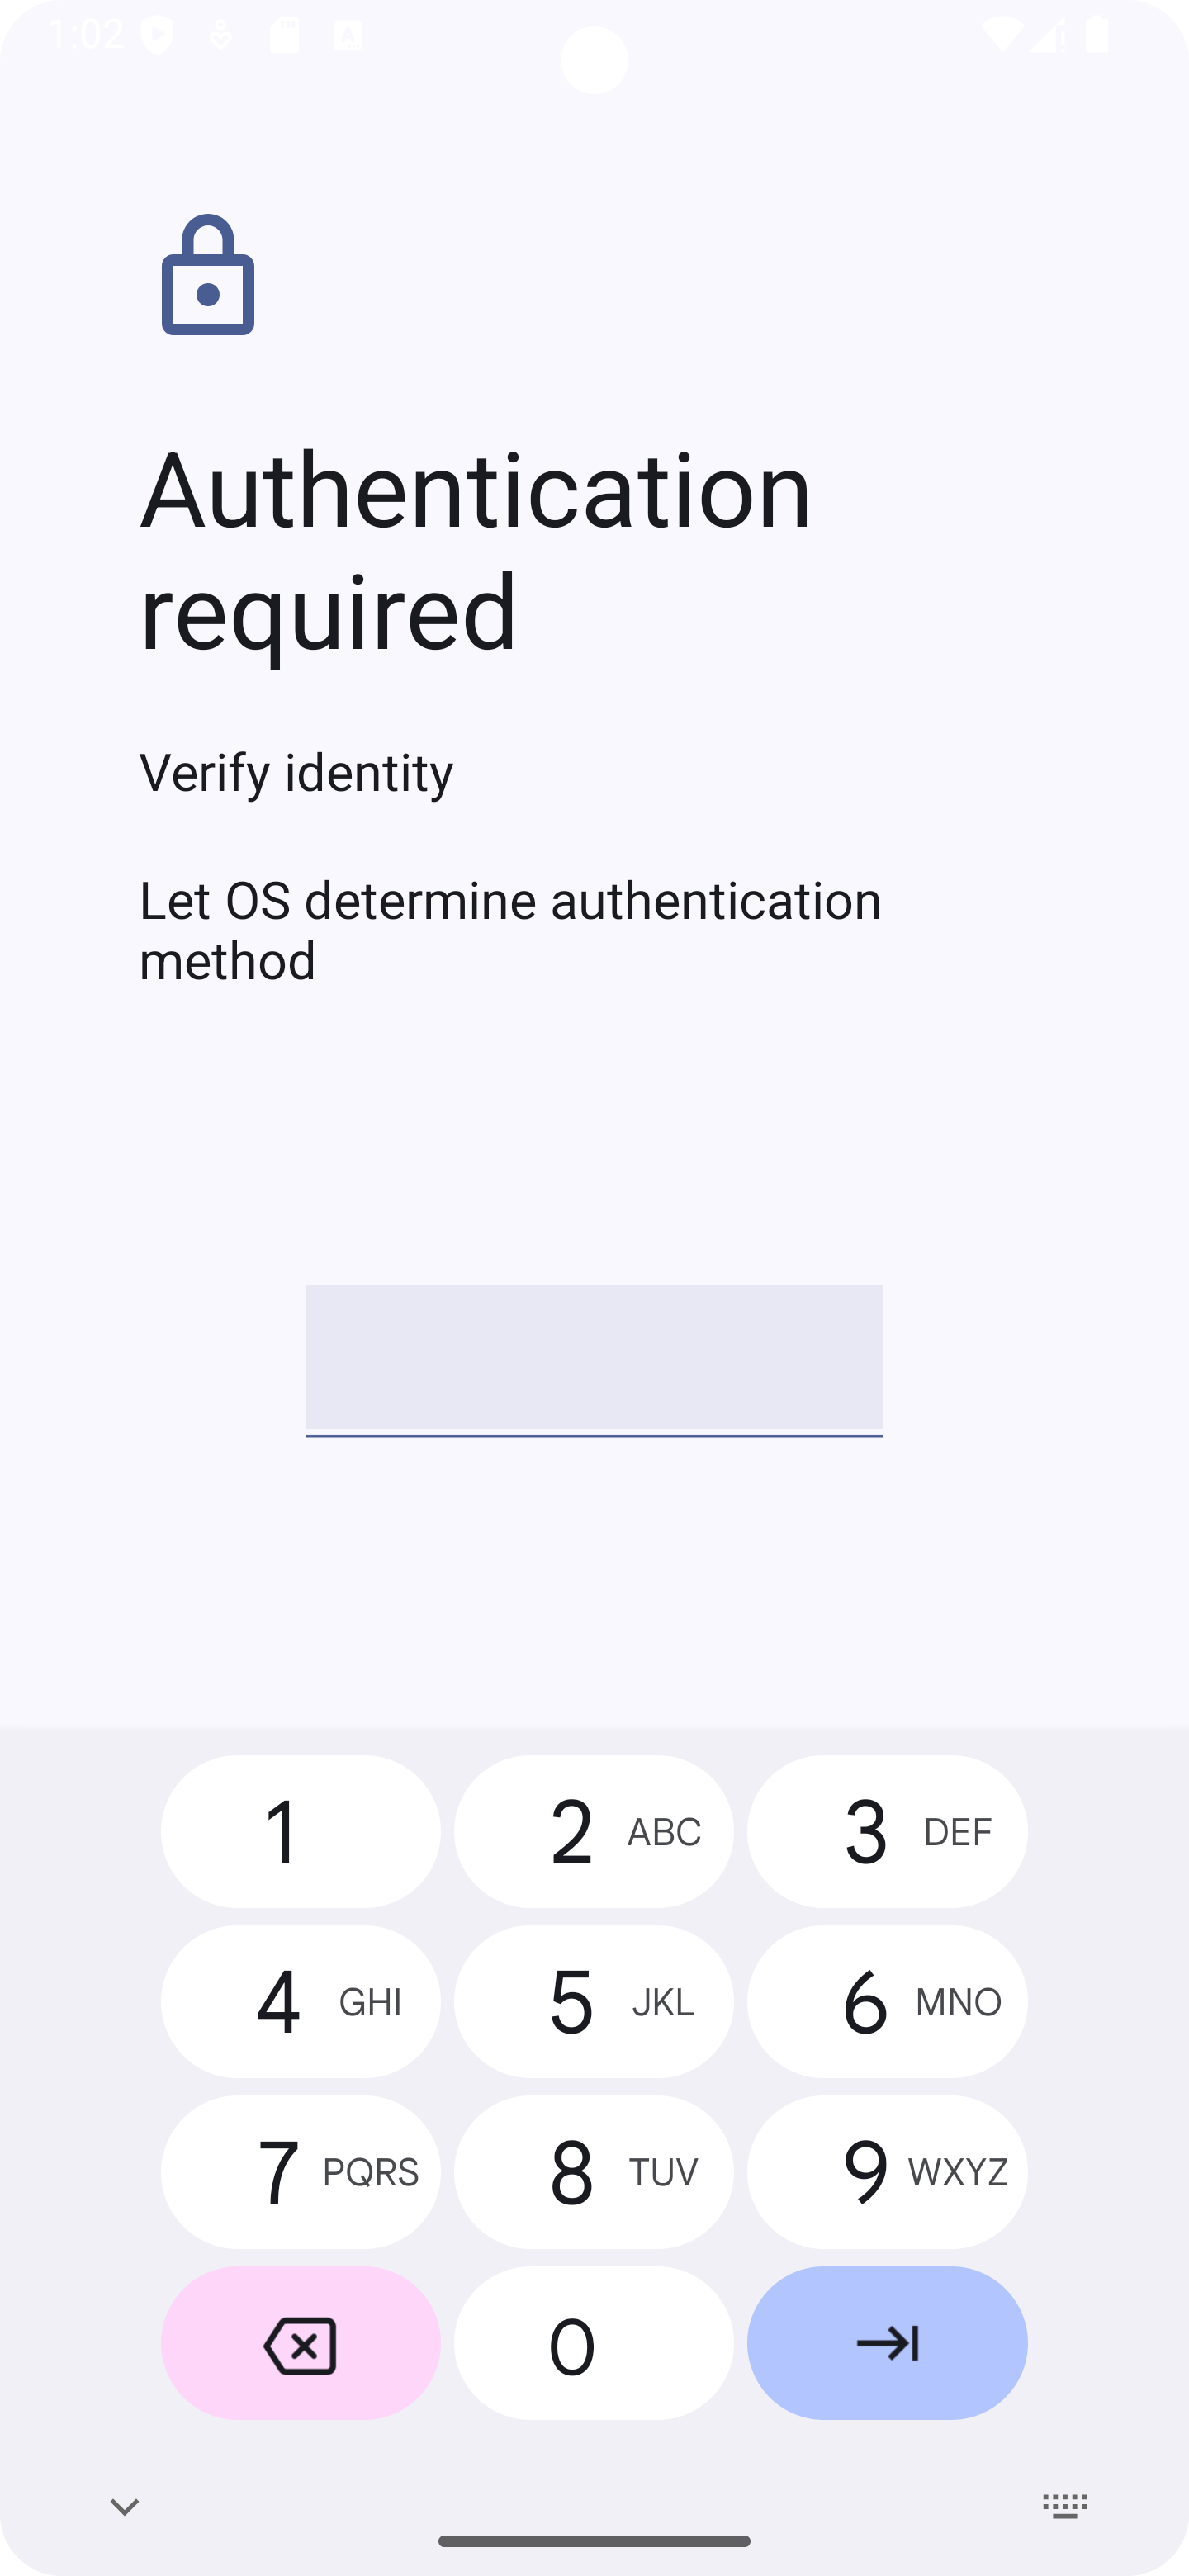 1:02
Authentication
required
Verify identity
Let OS determine authentication
method
1
2 ABC
3 DEF
4 GHI
5 JKL
6 MNO
7 PQRS
8 TUV
9 WXYZ
0